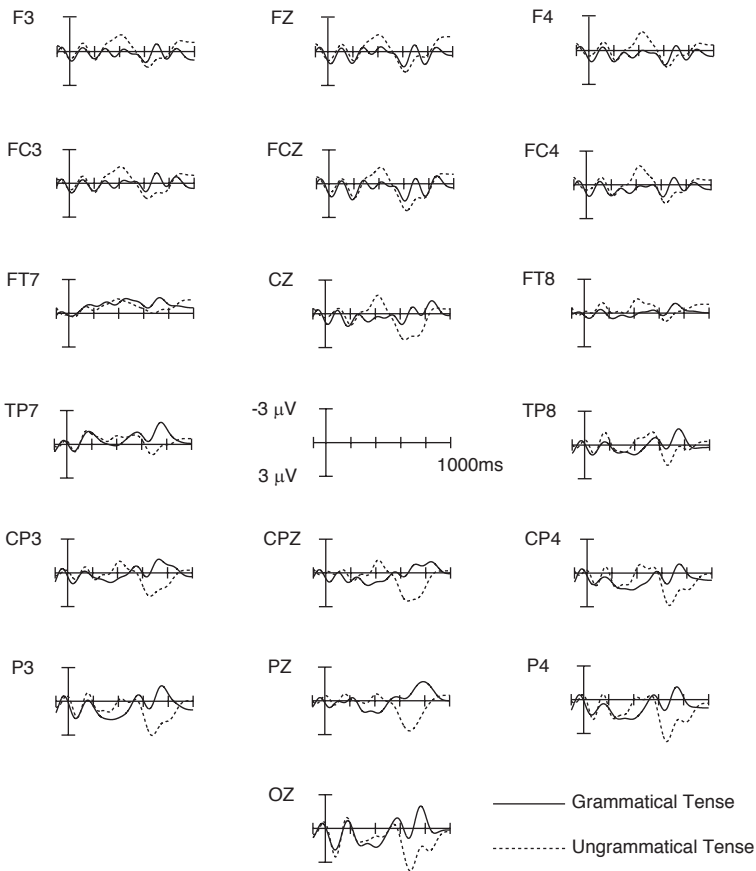 F3 FZ F4
FC3 FCZ FC4
FT7 CZ FT8
TP7 -3 μV TP8
3 μV 1000ms
CP3 CPZ CP4
P3 PZ P4
OZ
Grammatical Tense
Ungrammatical Tense